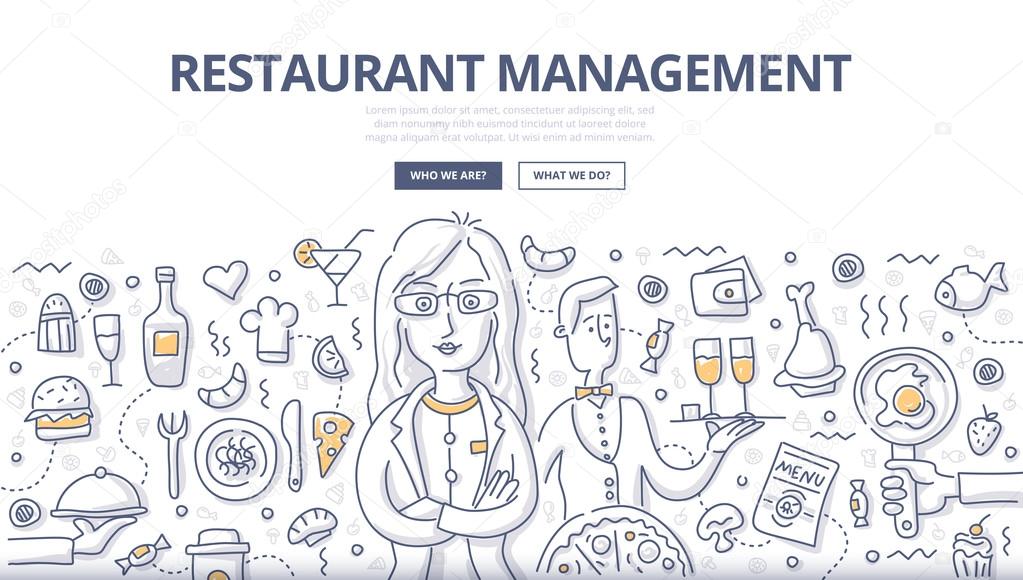 RESTAURANT MANAGEMENT
Lorem ipsum dolor sit amet, consectetuer adipiscing elit, sed
diam nonummy nibh euismod tincidunt ut laoreet dolore
magna aliquam erat volutpat. Ut wisi enim ad minim veniam.
WHO WE ARE? WHAT WE DO?
MENU
R
depositphotos